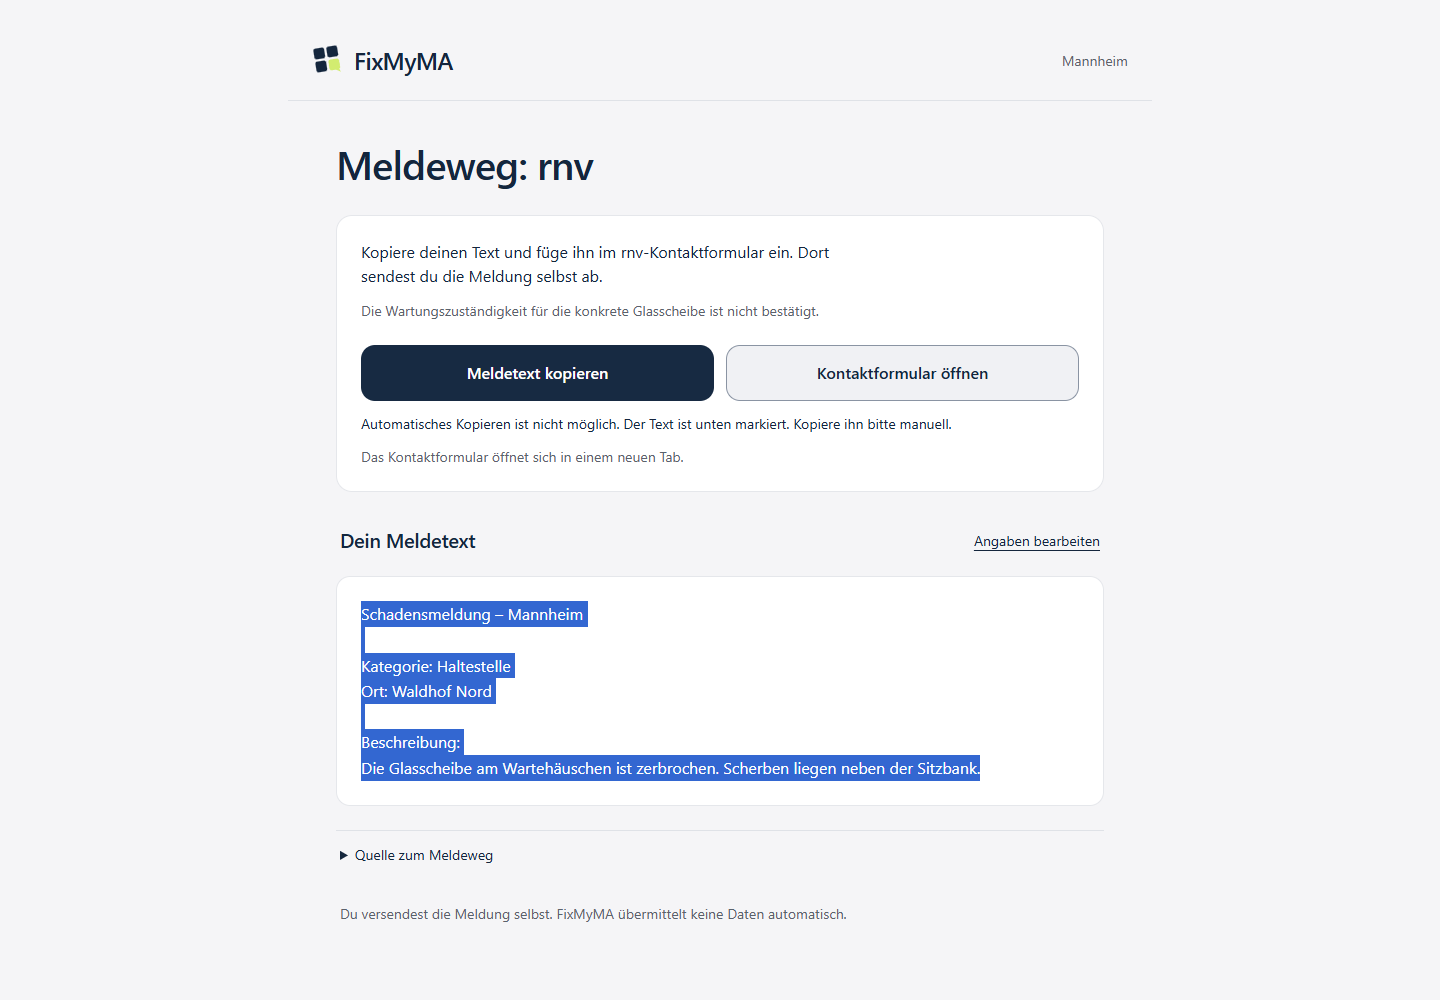 FixMyMA
Mannheim
Meldeweg: rnv
Kopiere deinen Text und füge ihn im rnv-Kontaktformular ein. Dort
sendest du die Meldung selbst ab.
Die Wartungszuständigkeit für die konkrete Glasscheibe ist nicht bestätigt.
Meldetext kopieren
Kontaktformular öffnen
Automatisches Kopieren ist nicht möglich. Der Text ist unten markiert. Kopiere ihn bitte manuell.
Das Kontaktformular öffnet sich in einem neuen Tab.
Dein Meldetext
Angaben bearbeiten
Schadensmeldung – Mannheim
Kategorie: Haltestelle
Ort: Waldhof Nord
Beschreibung:
Die Glasscheibe am Wartehäuschen ist zerbrochen. Scherben liegen neben der Sitzbank.
Quelle zum Meldeweg
Du versendest die Meldung selbst. FixMyMA übermittelt keine Daten automatisch.